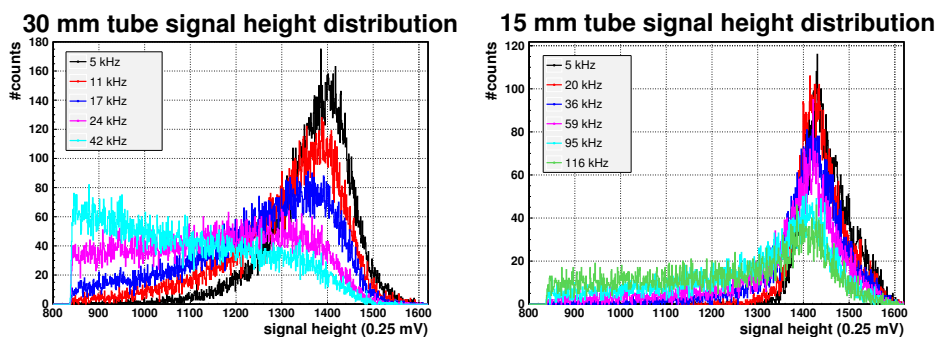 30 mm tube signal height distribution
#counts
180
160
140
120
100
80
60
40
20
0
5 kHz
11 kHz
17 kHz
24 kHz
42 kHz
800 900 1000 1100 1200 1300 1400 1500 1600
signal height (0.25 mV)
15 mm tube signal height distribution
#counts
120
100
80
60
40
20
0
5 kHz
20 kHz
36 kHz
59 kHz
95 kHz
116 kHz
800 900 1000 1100 1200 1300 1400 1500 1600
signal height (0.25 mV)